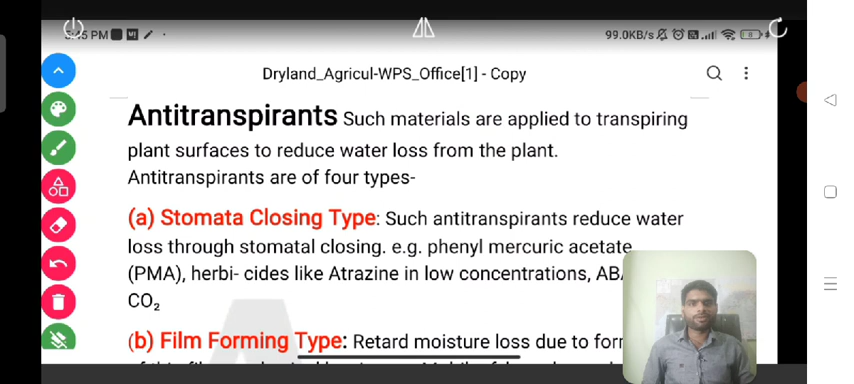 5:45 PM
99.0KB/s
Dryland_Agricul-WPS_Office[1] - Copy
Antitranspirants Such materials are applied to transpiring
plant surfaces to reduce water loss from the plant.
Antitranspirants are of four types-
(a) Stomata Closing Type: Such antitranspirants reduce water
loss through stomatal closing. e.g. phenyl mercuric acetate
(PMA), herbi- cides like Atrazine in low concentrations,
CO₂
(b) Film Forming Type: Retard moisture loss due to